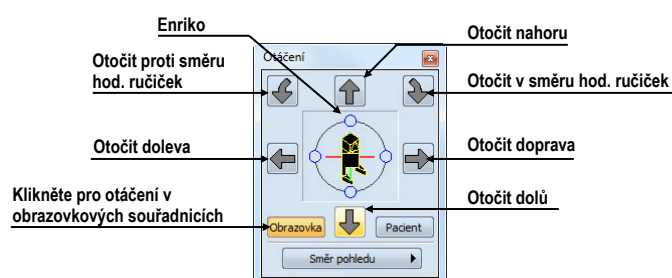 Enriko
Otočit nahoru
Otáčení
Otočit proti směru
hod. ručiček
Otočit v směru hod. ručiček
Otočit doleva
Otočit doprava
Klikněte pro otáčení v
obrazovkových souřadnicích
Otočit dolů
Obrazovka
Pacient
Směr pohledu